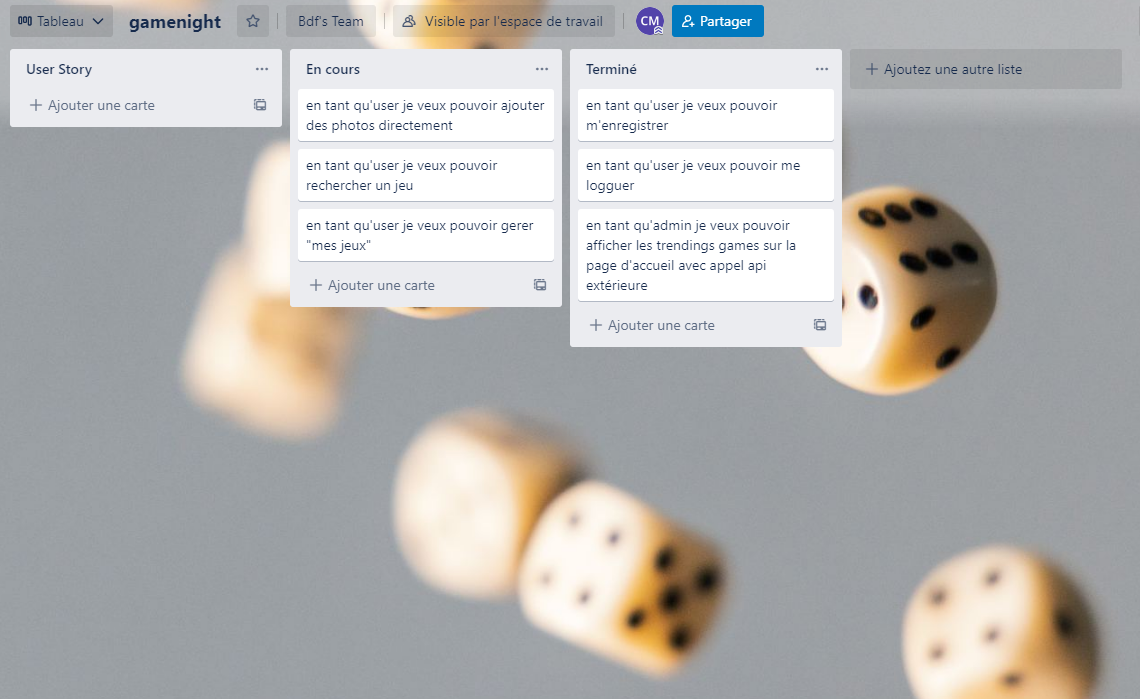 Tableau
gamenight
Bdf's Team
Visible par l'espace de travail
CM
Partager
User Story
Ajouter une carte
En cours
en tant qu'user je veux pouvoir ajouter
des photos directement
en tant qu'user je veux pouvoir
rechercher un jeu
en tant qu'user je veux pouvoir gerer
"mes jeux"
Ajouter une carte
Terminé
en tant qu'user je veux pouvoir
m'enregistrer
en tant qu'user je veux pouvoir me
logguer
en tant qu'admin je veux pouvoir
afficher les trendings games sur la
page d'accueil avec appel api
extérieure
Ajouter une carte
Ajoutez une autre liste